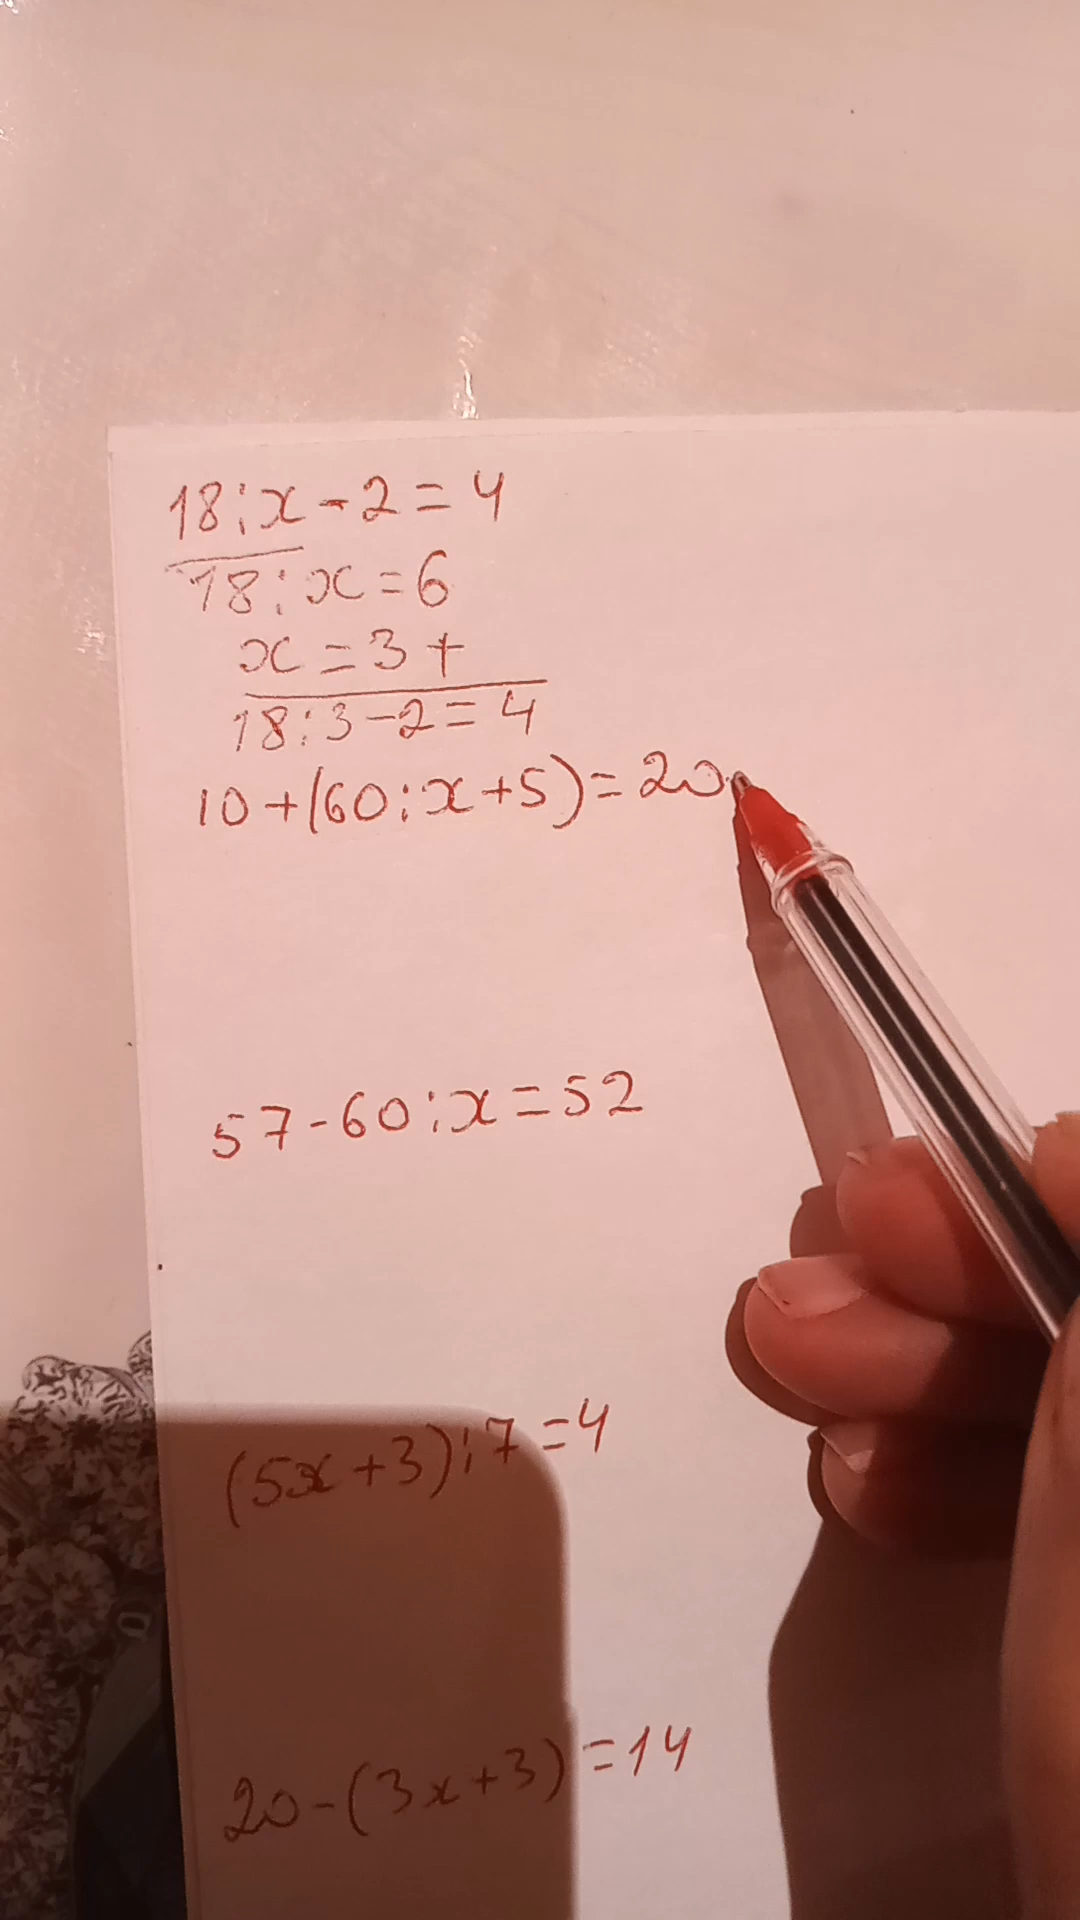 18:x-2=4
18:x=6
x=3+
18:3-2=4
10+(60:x+5)=20
57-60:x=52
(5x+3):7=4
20-(3x+3)=14